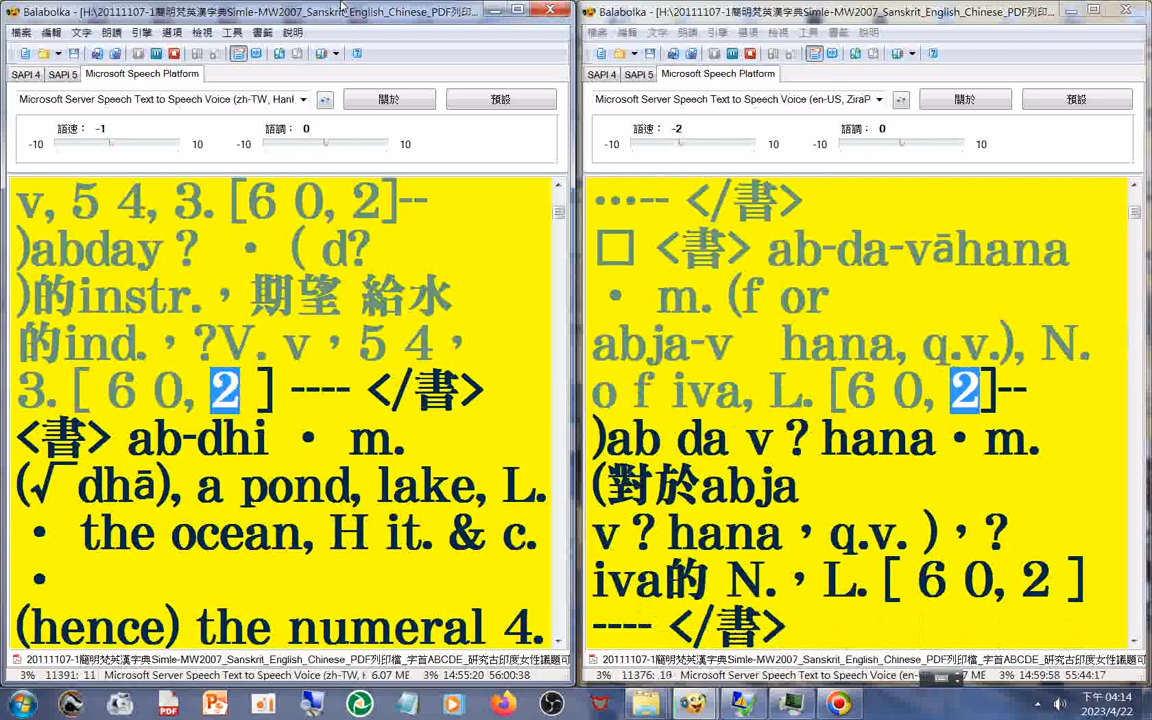 Balabolka - [H:\20111107-1簡明梵英漢字典Simle-MW2007_Sanskrit_English_Chinese_PDF列印...
檔案 編輯 文字 朗讀 引擎 選項 檢視 工具 書籤 說明
SAPI 4 SAPI 5 Microsoft Speech Platform
Microsoft Server Speech Text to Speech Voice (zh-TW, Hanl 關於 預設
語速： -1 語調： 0
-10 10 -10 10
v, 5 4, 3. [6 0, 2]--
)abday ? • ( d?
)的instr.，期望 給水
的ind.，?V. v，5 4，
3. [ 6 0, 2 ] ---- </書>
<書> ab-dhi • m.
(√ dhā), a pond, lake, L.
• the ocean, H it. & c.
•
(hence) the numeral 4.
20111107-1簡明梵英漢字典Simle-MW2007_Sanskrit_English_Chinese_PDF列印檔_字首ABCDE_研究古印度女性議題可
3% 11391: 11 Microsoft Server Speech Text to Speech Voice (zh-TW, H 6.07 MB 3% 14:55:20 56:00:38
Balabolka - [H:\20111107-1簡明梵英漢字典Simle-MW2007_Sanskrit_English_Chinese_PDF列印...
檔案 編輯 文字 朗讀 引擎 選項 檢視 工具 書籤 說明
SAPI 4 SAPI 5 Microsoft Speech Platform
Microsoft Server Speech Text to Speech Voice (en-US, ZiraP 關於 預設
語速： -2 語調： 0
-10 10 -10 10
•••-- </書>
□ <書> ab-da-vāhana
• m. (f or
abja-v hana, q.v.), N.
o f iva, L. [6 0, 2]--
)ab da v ? hana • m.
(對於abja
v ? hana，q.v. )，?
iva的 N.，L. [ 6 0, 2 ]
---- </書>
20111107-1簡明梵英漢字典Simle-MW2007_Sanskrit_English_Chinese_PDF列印檔_字首ABCDE_研究古印度女性議題可
3% Microsoft Server Speech Text to Speech Voice (en-US, 3% 14:59:58 55:44:17
下午 04:14
2023/4/22